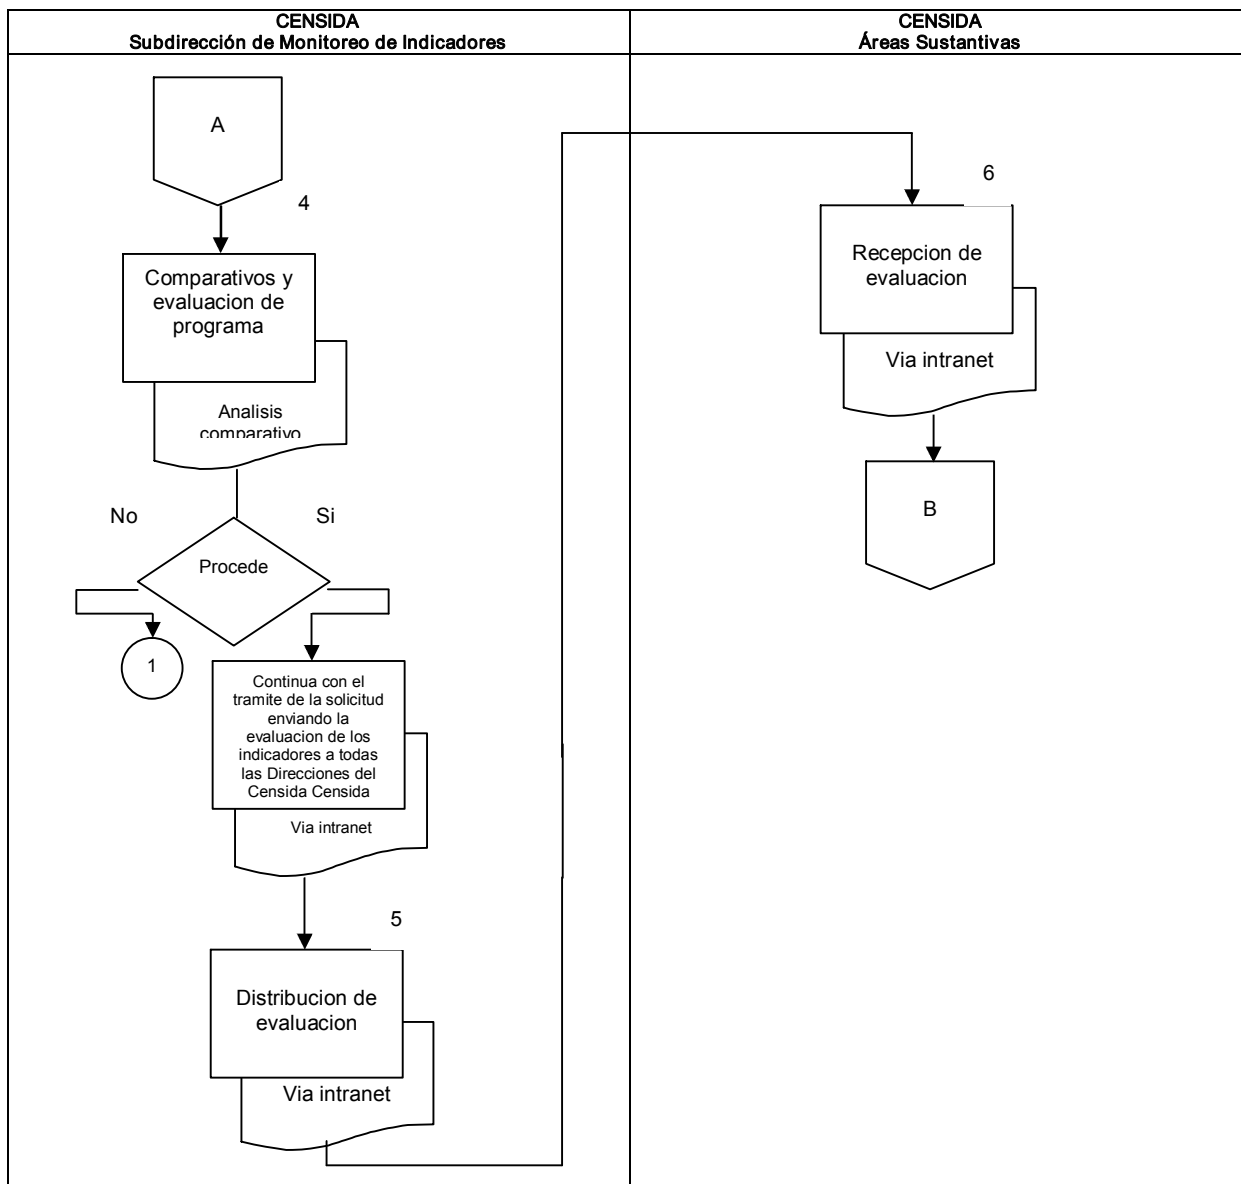 CENSIDA
Subdirección de Monitoreo de Indicadores
CENSIDA
Áreas Sustantivas
A
4
Comparativos y
evaluacion de
programa
Analisis
comparativo
No
Si
Procede
1
Continua con el
tramite de la solicitud
enviando la
evaluacion de los
indicadores a todas
las Direcciones del
Censida Censida
Via intranet
5
Distribucion de
evaluacion
Via intranet
6
Recepcion de
evaluacion
Via intranet
B